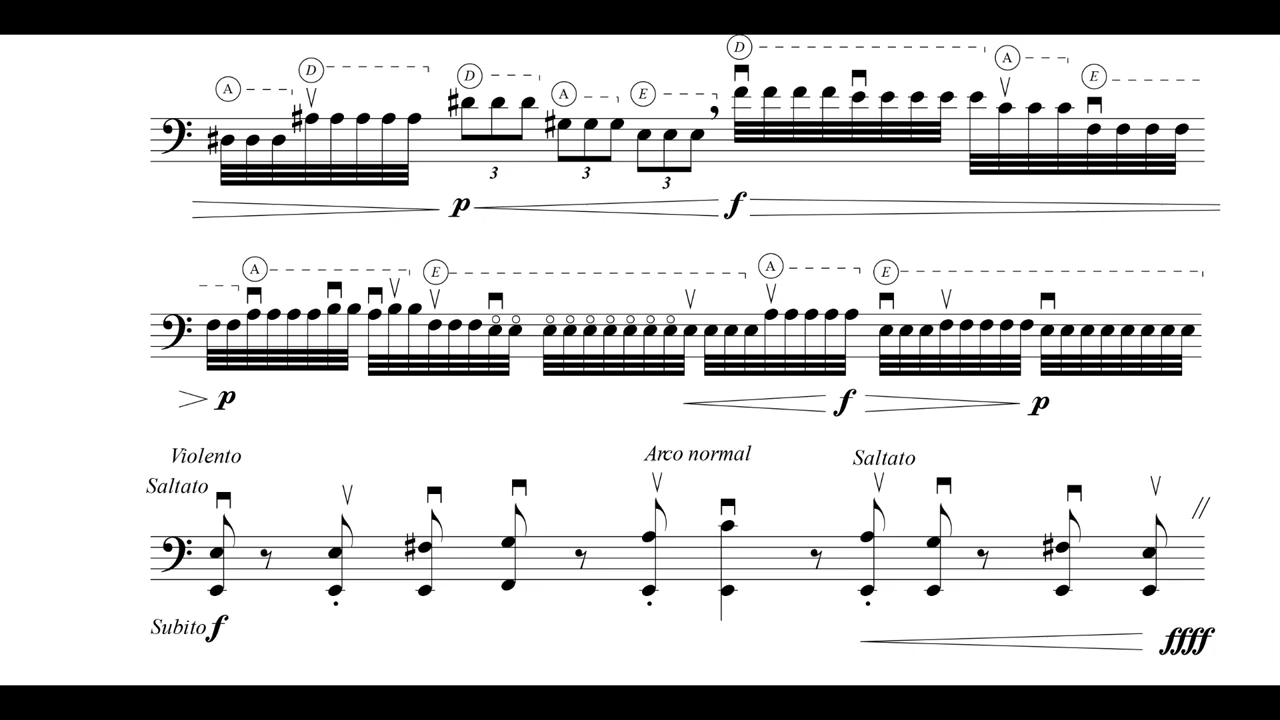 A D D A E D A E
3 3 3
p f
A E A E
p f p
Violento Arco normal Saltato
Saltato
Subito f ffff